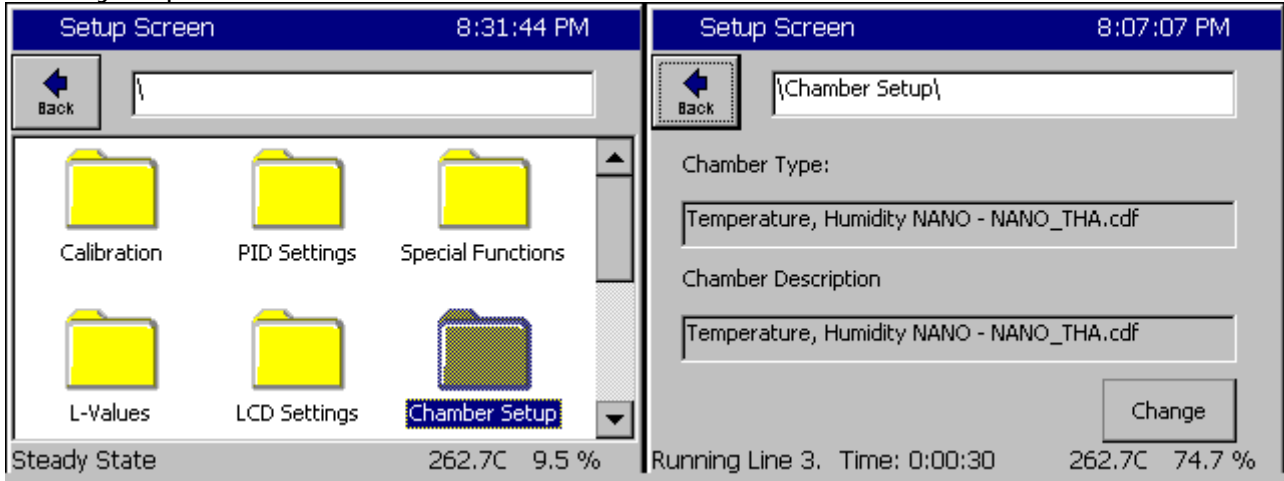 Setup Screen 8:31:44 PM
Back \
Calibration PID Settings Special Functions
L-Values LCD Settings Chamber Setup
Steady State 262.7C 9.5 %
Setup Screen 8:07:07 PM
Back \Chamber Setup\
Chamber Type:
Temperature, Humidity NANO - NANO_THA.cdf
Chamber Description
Temperature, Humidity NANO - NANO_THA.cdf
Change
Running Line 3. Time: 0:00:30 262.7C 74.7 %